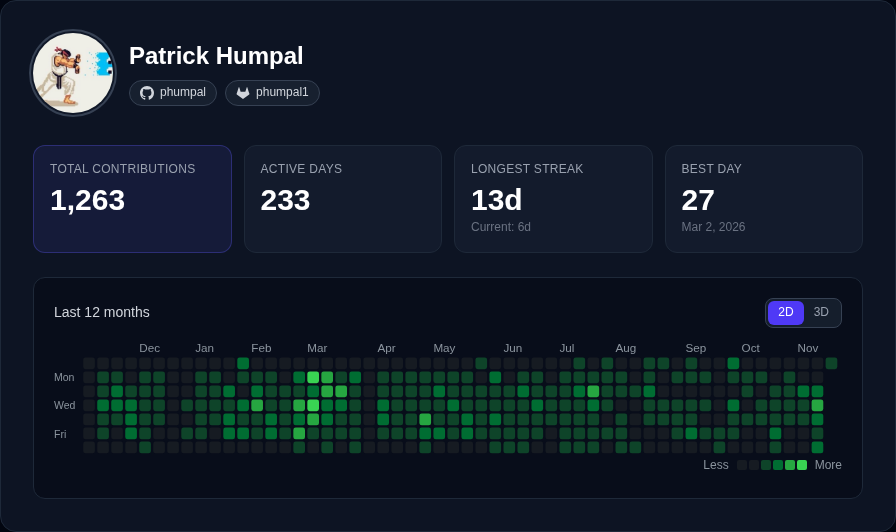 Patrick Humpal
phumpal phumpal1
TOTAL CONTRIBUTIONS ACTIVE DAYS LONGEST STREAK BEST DAY
1,263 233 13d 27
Current: 6d Mar 2, 2026
Last 12 months 2D 3D
Dec Jan Feb Mar Apr May Jun Jul Aug Sep Oct Nov
Mon
Wed
Fri
Less More